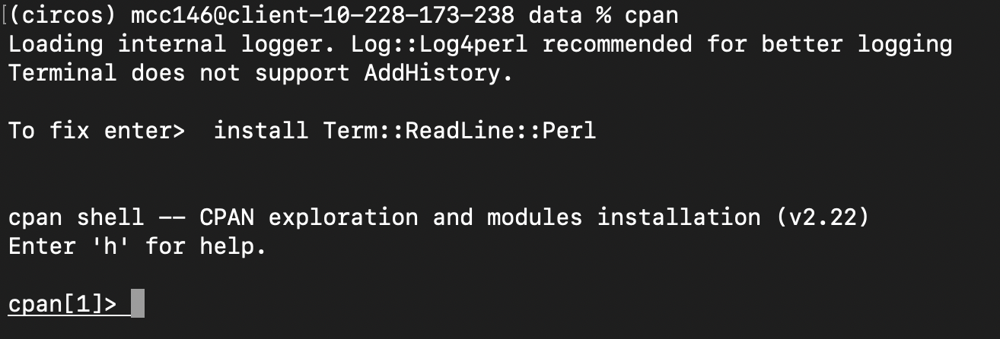 [(circos) mcc146@client-10-228-173-238 data % cpan
Loading internal logger. Log::Log4perl recommended for better logging
Terminal does not support AddHistory.
To fix enter>  install Term::ReadLine::Perl
cpan shell -- CPAN exploration and modules installation (v2.22)
Enter 'h' for help.
cpan[1]>